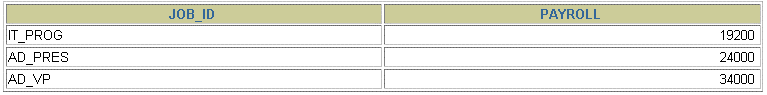 JOB_ID PAYROLL
IT_PROG 19200
AD_PRES 24000
AD_VP 34000